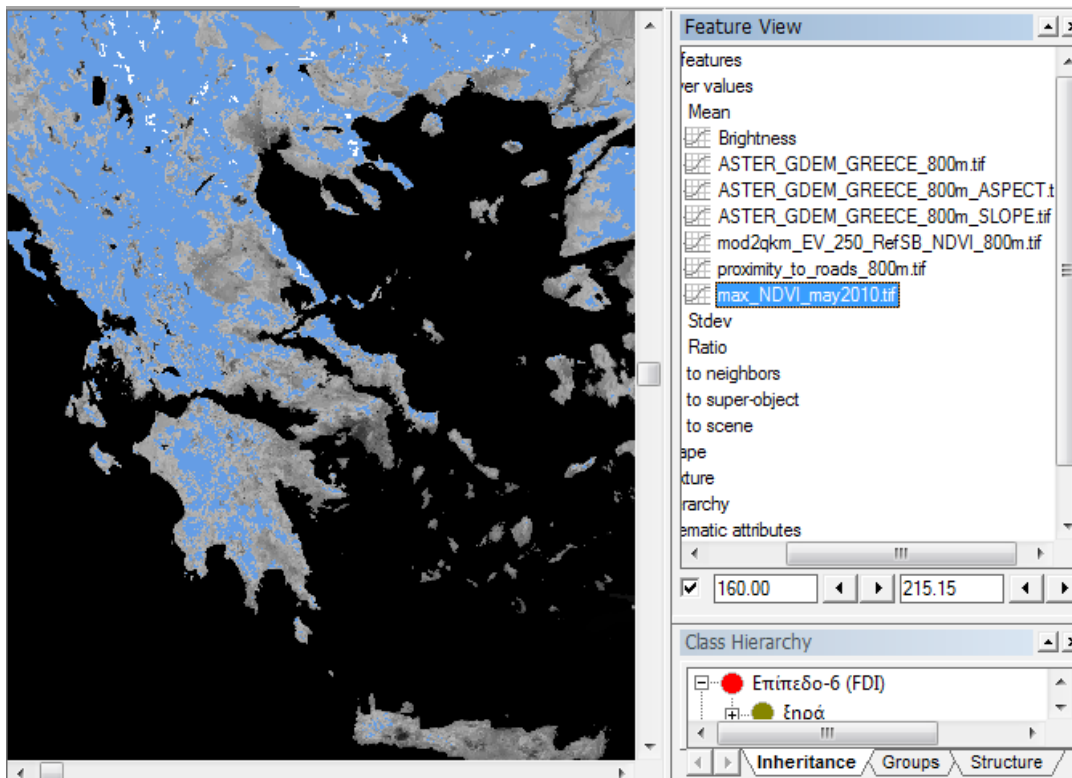 Feature View
features
er values
Mean
Brightness
ASTER_GDEM_GREECE_800m.tif
ASTER_GDEM_GREECE_800m_ASPECT.t
ASTER_GDEM_GREECE_800m_SLOPE.tif
mod2qkm_EV_250_RefSB_NDVI_800m.tif
proximity_to_roads_800m.tif
max_NDVI_may2010.tif
Stdev
Ratio
to neighbors
to super-object
to scene
ape
xture
rarchy
ematic attributes
160.00 215.15
Class Hierarchy
Επίπεδο-6 (FDI)
ξηρά
Inheritance Groups Structure